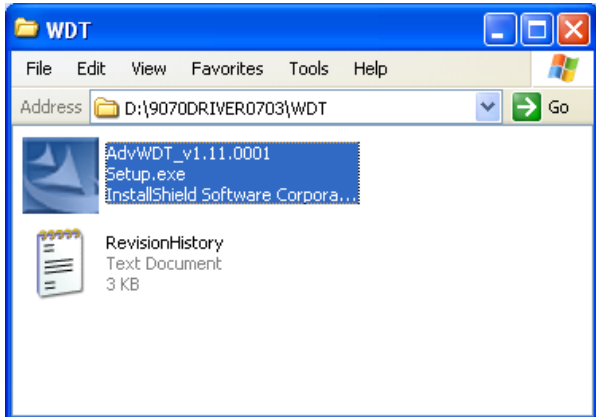 WDT
File Edit View Favorites Tools Help
Address D:\9070DRIVER0703\WDT Go
AdvWDT_v1.11.0001
Setup.exe
InstallShield Software Corpora...
RevisionHistory
Text Document
3 KB